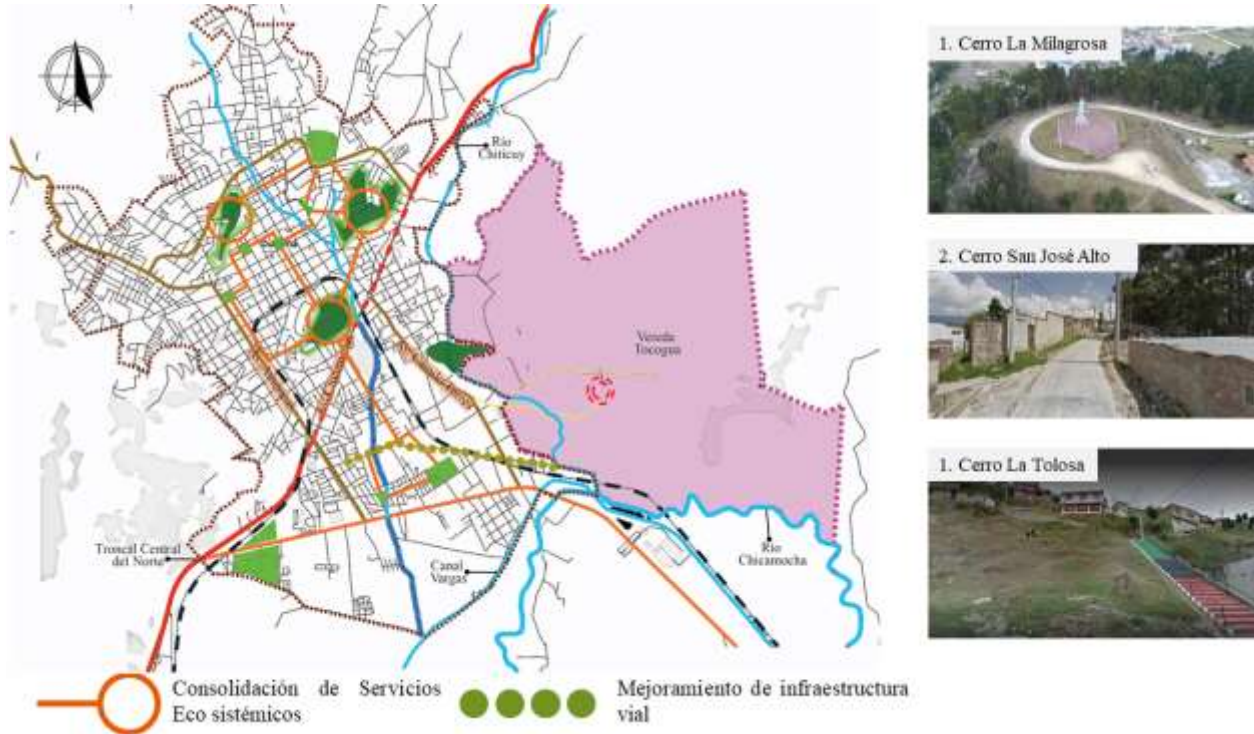 Río
Chiticuy
Vereda
Tocogua
Troncal Central
del Norte
Canal
Vargas
Río
Chicamocha
Consolidación de Servicios
Eco sistémicos
Mejoramiento de infraestructura
vial
1. Cerro La Milagrosa
2. Cerro San José Alto
1. Cerro La Tolosa